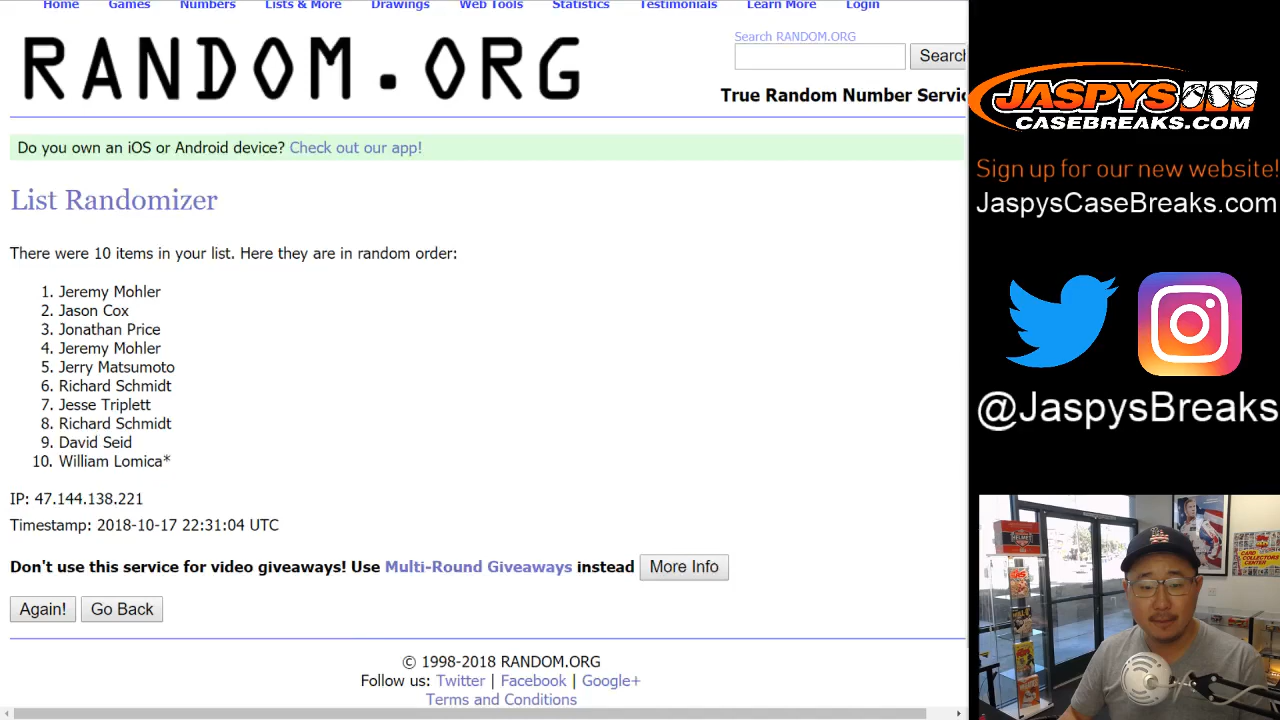 Home Games Numbers Lists & More Drawings Web Tools Statistics Testimonials Learn More Login
RANDOM.ORG
Search RANDOM.ORG
Search
True Random Number Servic
Do you own an iOS or Android device? Check out our app!
List Randomizer
There were 10 items in your list. Here they are in random order:
1. Jeremy Mohler
2. Jason Cox
3. Jonathan Price
4. Jeremy Mohler
5. Jerry Matsumoto
6. Richard Schmidt
7. Jesse Triplett
8. Richard Schmidt
9. David Seid
10. William Lomica*
IP: 47.144.138.221
Timestamp: 2018-10-17 22:31:04 UTC
Don't use this service for video giveaways! Use Multi-Round Giveaways instead More Info
Again! Go Back
© 1998-2018 RANDOM.ORG
Follow us: Twitter | Facebook | Google+
Terms and Conditions
JASPYS
CASEBREAKS.COM
Sign up for our new website!
JaspysCaseBreaks.com
@JaspysBreaks
HELMET
CARD
COLLECTORS
CENTER